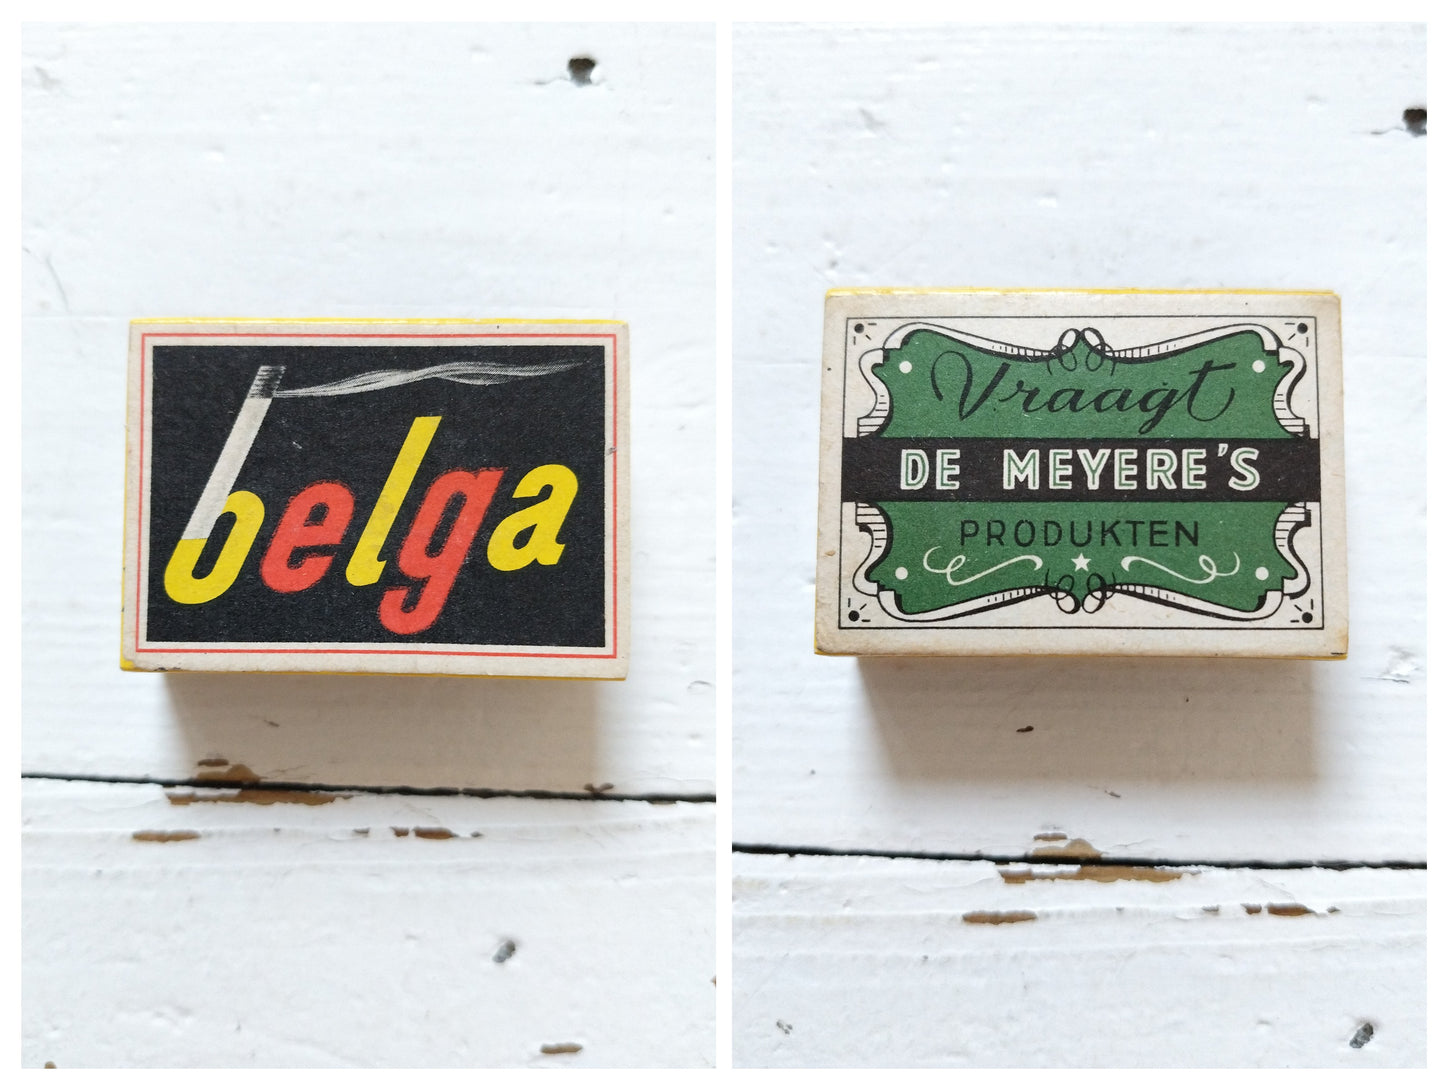 belga
Vraagt
DE MEYERE'S
PRODUKTEN